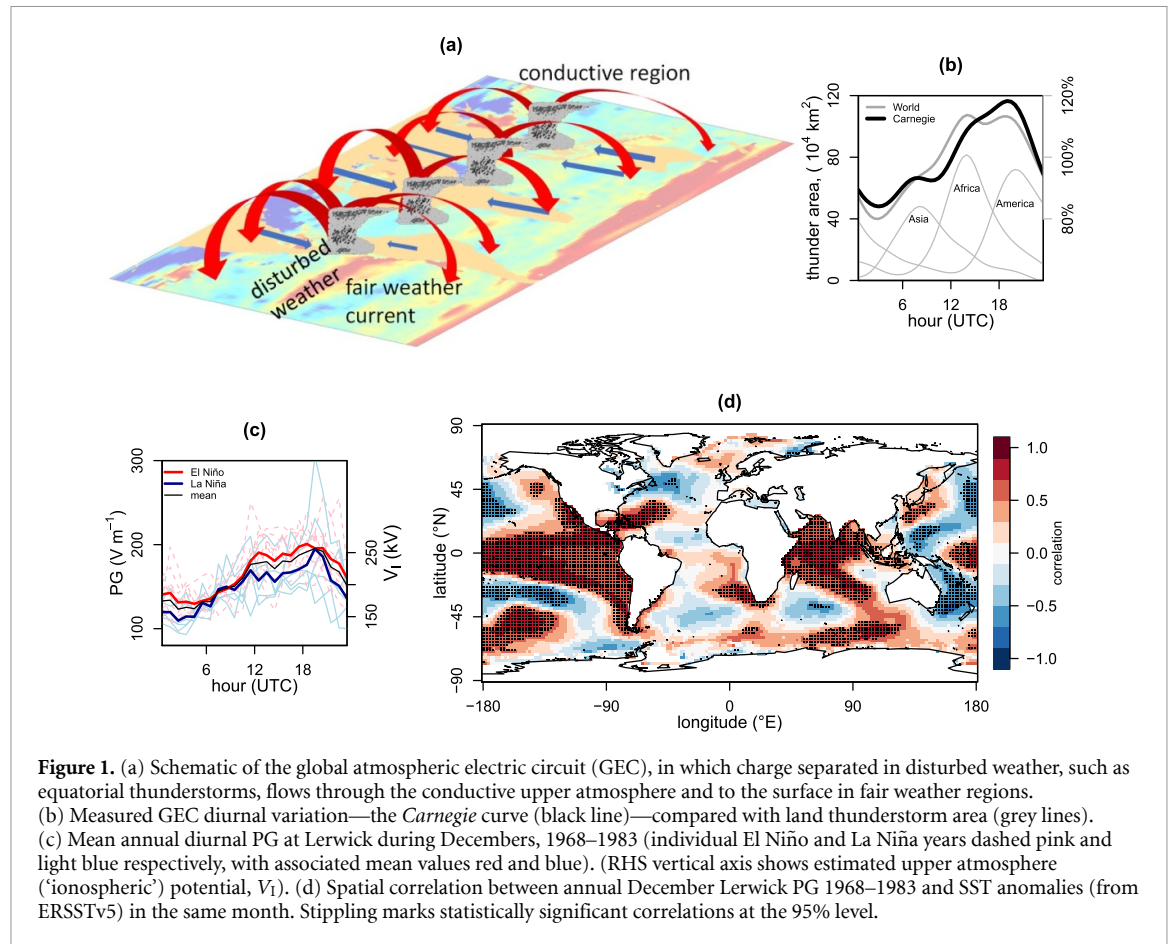 (a)
conductive region
disturbed
weather
fair weather
current
(b)
World
Carnegie
thunder area, ( 10⁴ km²)
0
40
80
120
80%
100%
120%
Asia
Africa
America
6
12
18
hour (UTC)
(c)
El Niño
La Niña
mean
PG (V m⁻¹)
100
200
300
V_I (kV)
150
250
6
12
18
hour (UTC)
(d)
latitude (°N)
90
45
0
−45
−90
−180
−90
0
90
180
longitude (°E)
1.0
0.5
0.0
−0.5
−1.0
correlation
Figure 1. (a) Schematic of the global atmospheric electric circuit (GEC), in which charge separated in disturbed weather, such as
equatorial thunderstorms, flows through the conductive upper atmosphere and to the surface in fair weather regions.
(b) Measured GEC diurnal variation—the Carnegie curve (black line)—compared with land thunderstorm area (grey lines).
(c) Mean annual diurnal PG at Lerwick during Decembers, 1968–1983 (individual El Niño and La Niña years dashed pink and
light blue respectively, with associated mean values red and blue). (RHS vertical axis shows estimated upper atmosphere
(‘ionospheric’) potential, V_I). (d) Spatial correlation between annual December Lerwick PG 1968–1983 and SST anomalies (from
ERSSTv5) in the same month. Stippling marks statistically significant correlations at the 95% level.